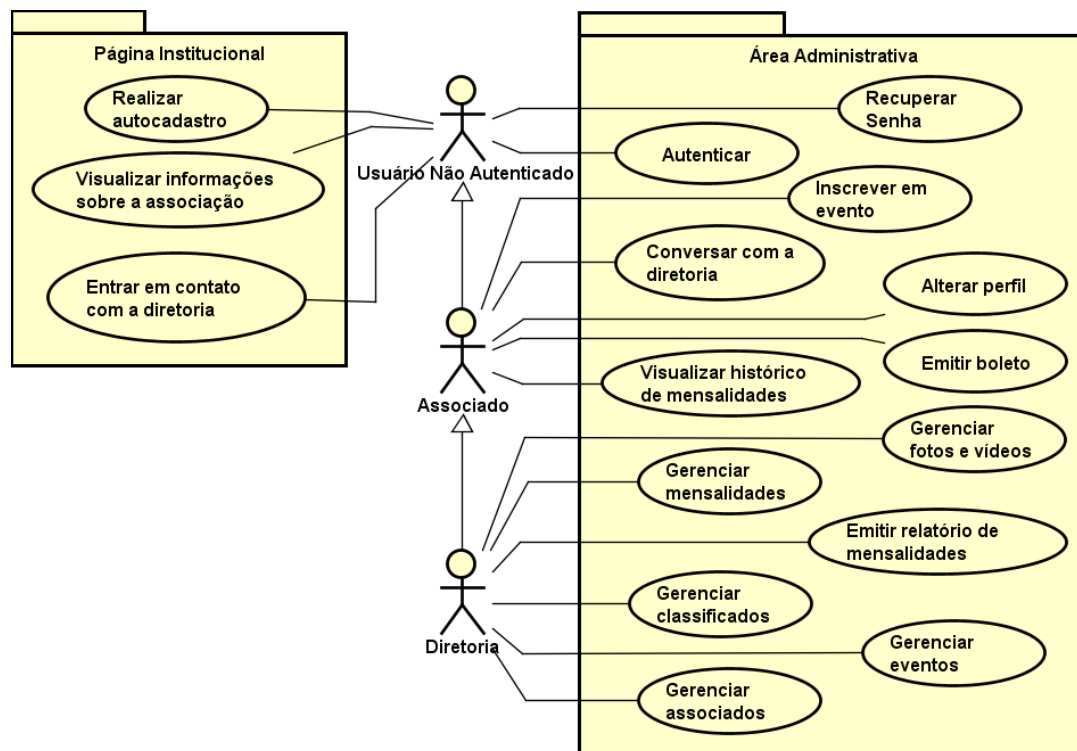 Página Institucional
Realizar
autocadastro
Visualizar informações
sobre a associação
Entrar em contato
com a diretoria
Usuário Não Autenticado
Associado
Diretoria
Área Administrativa
Recuperar
Senha
Autenticar
Inscrever em
evento
Conversar com a
diretoria
Alterar perfil
Emitir boleto
Visualizar histórico
de mensalidades
Gerenciar
fotos e vídeos
Gerenciar
mensalidades
Emitir relatório de
mensalidades
Gerenciar
classificados
Gerenciar
eventos
Gerenciar
associados